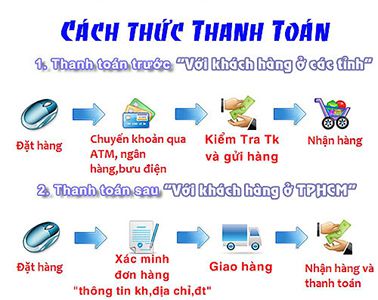 CÁCH THỨC THANH TOÁN
1. Thanh toán trước "Với khách hàng ở các tỉnh"
Đặt hàng
Chuyển khoản qua
ATM, ngân
hàng,bưu điện
Kiểm Tra Tk
và gửi hàng
Nhận hàng
2. Thanh toán sau "Với khách hàng ở TPHCM"
Đặt hàng
Xác minh
đơn hàng
"thông tin kh,địa chỉ,đt"
Giao hàng
Nhận hàng và
thanh toán